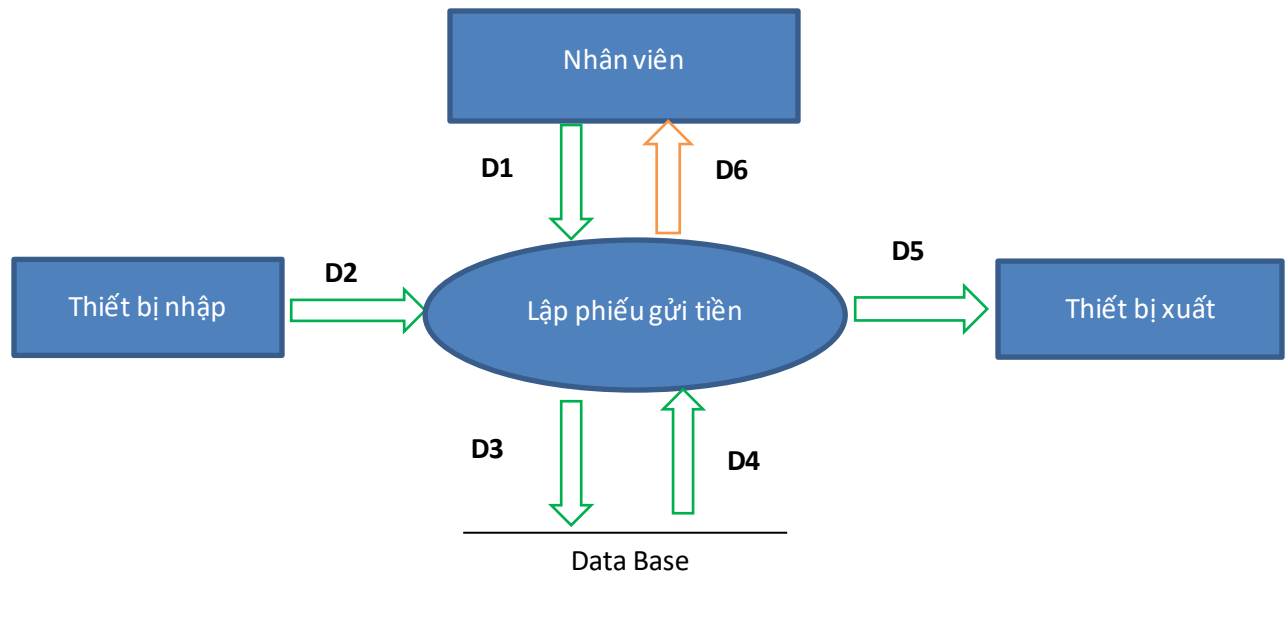 Nhân viên
D1
D6
D5
D2
Thiết bị nhập
Lập phiếu gửi tiền
Thiết bị xuất
D3
D4
Data Base